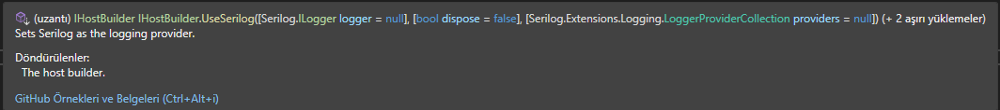 (uzantı) IHostBuilder IHostBuilder.UseSerilog([Serilog.ILogger logger = null], [bool dispose = false], [Serilog.Extensions.Logging.LoggerProviderCollection providers = null]) (+ 2 aşırı yüklemeler)
Sets Serilog as the logging provider.
Döndürülenler:
The host builder.
GitHub Örnekleri ve Belgeleri (Ctrl+Alt+i)